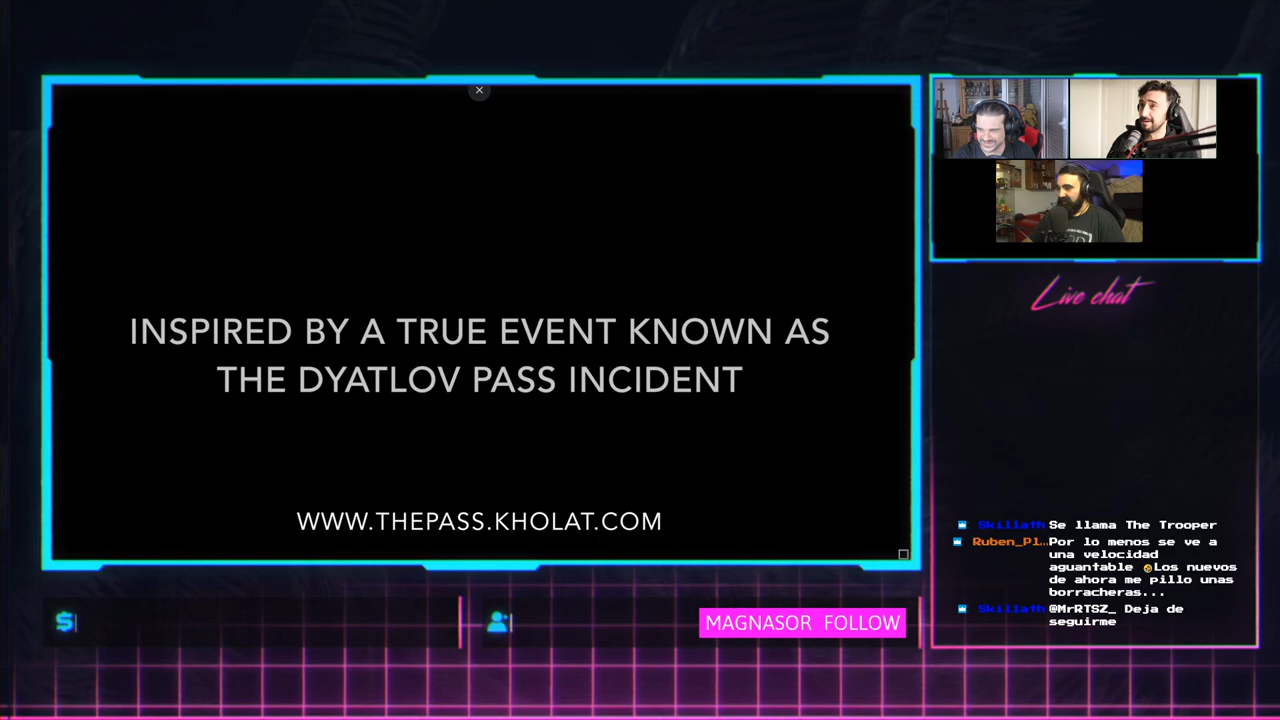 INSPIRED BY A TRUE EVENT KNOWN AS
THE DYATLOV PASS INCIDENT
WWW.THEPASS.KHOLAT.COM
Live chat
Skillath Se llama The Trooper
Ruben_Pl... Por lo menos se ve a
una velocidad
aguantable 🤣Los nuevos
de ahora me pillo unas
borracheras...
Skillath @MrRTSZ_ Deja de
seguirme
$
MAGNASOR FOLLOW